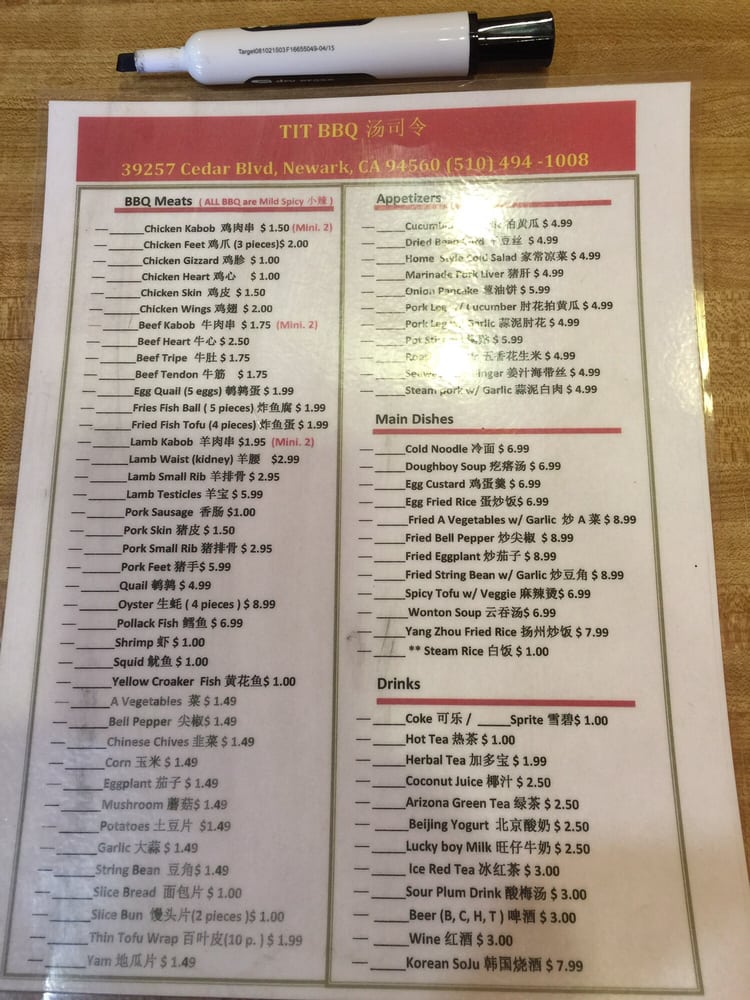 Target081021503F16655049-04/15
dry erase
TIT BBQ 汤司令
39257 Cedar Blvd, Newark, CA 94560 (510) 494 -1008
BBQ Meats ( ALL BBQ are Mild Spicy 小辣 )
Chicken Kabob 鸡肉串 $ 1.50 (Mini. 2)
Chicken Feet 鸡爪 (3 pieces)$ 2.00
Chicken Gizzard 鸡胗 $ 1.00
Chicken Heart 鸡心 $ 1.00
Chicken Skin 鸡皮 $ 1.50
Chicken Wings 鸡翅 $ 2.00
Beef Kabob 牛肉串 $ 1.75 (Mini. 2)
Beef Heart 牛心 $ 2.50
Beef Tripe 牛肚 $ 1.75
Beef Tendon 牛筋 $ 1.75
Egg Quail (5 eggs) 鹌鹑蛋 $ 1.99
Fries Fish Ball ( 5 pieces) 炸鱼腐 $ 1.99
Fried Fish Tofu (4 pieces) 炸鱼蛋 $ 1.99
Lamb Kabob 羊肉串 $1.95 (Mini. 2)
Lamb Waist (kidney) 羊腰 $2.99
Lamb Small Rib 羊排骨 $ 2.95
Lamb Testicles 羊宝 $ 5.99
Pork Sausage 香肠 $1.00
Pork Skin 猪皮 $ 1.50
Pork Small Rib 猪排骨 $ 2.95
Pork Feet 猪手$ 5.99
Quail 鹌鹑 $ 4.99
Oyster 生蚝 ( 4 pieces ) $ 8.99
Pollack Fish 鳕鱼 $ 6.99
Shrimp 虾 $ 1.00
Squid 鱿鱼 $ 1.00
Yellow Croaker Fish 黄花鱼$ 1.00
A Vegetables 菜 $ 1.49
Bell Pepper 尖椒$ 1.49
Chinese Chives 韭菜 $ 1.49
Corn 玉米 $ 1.49
Eggplant 茄子 $ 1.49
Mushroom 蘑菇$ 1.49
Potatoes 土豆片 $1.49
Garlic 大蒜 $ 1.49
String Bean 豆角$ 1.49
Slice Bread 面包片 $ 1.00
Slice Bun 馒头片(2 pieces )$ 1.00
Thin Tofu Wrap 百叶皮(10 p. ) $ 1.99
Yam 地瓜片 $ 1.49
Appetizers
拍黄瓜 $ 4.99
Dried Bean 豆丝 $ 4.99
Home Style Cold Salad 家常凉菜 $ 4.99
Marinade Pork Liver 猪肝 $ 4.99
Onion Pancake 葱油饼 $ 5.99
Pork Leg w/ Cucumber 肘花拍黄瓜 $ 4.99
Pork Leg Garlic 蒜泥肘花 $ 4.99
Pot $ 5.99
五香花生米 $ 4.99
姜汁海带丝 $ 4.99
Steam pork w/ Garlic 蒜泥白肉 $ 4.99
Main Dishes
Cold Noodle 冷面 $ 6.99
Doughboy Soup 疙瘩汤 $ 6.99
Egg Custard 鸡蛋羹 $ 6.99
Egg Fried Rice 蛋炒饭$ 6.99
Fried A Vegetables w/ Garlic 炒 A 菜 $ 8.99
Fried Bell Pepper 炒尖椒 $ 8.99
Fried Eggplant 炒茄子 $ 8.99
Fried String Bean w/ Garlic 炒豆角 $ 8.99
Spicy Tofu w/ Veggie 麻辣烫$ 6.99
Wonton Soup 云吞汤$ 6.99
Yang Zhou Fried Rice 扬州炒饭 $ 7.99
** Steam Rice 白饭 $ 1.00
Drinks
Coke 可乐 / _____Sprite 雪碧$ 1.00
Hot Tea 热茶 $ 1.00
Herbal Tea 加多宝 $ 1.99
Coconut Juice 椰汁 $ 2.50
Arizona Green Tea 绿茶 $ 2.50
Beijing Yogurt 北京酸奶 $ 2.50
Lucky boy Milk 旺仔牛奶 $ 2.50
Ice Red Tea 冰红茶 $ 3.00
Sour Plum Drink 酸梅汤 $ 3.00
Beer (B, C, H, T ) 啤酒 $ 3.00
Wine 红酒 $ 3.00
Korean SoJu 韩国烧酒 $ 7.99